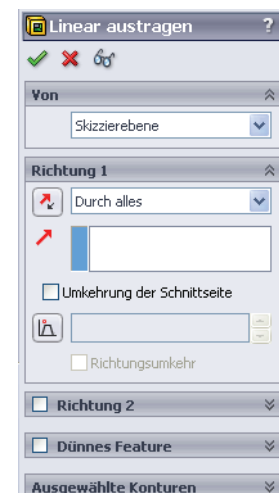 Linear austragen ?
Von
Skizzierebene
Richtung 1
Durch alles
Umkehrung der Schnittseite
Richtungsumkehr
Richtung 2
Dünnes Feature
Ausgewählte Konturen